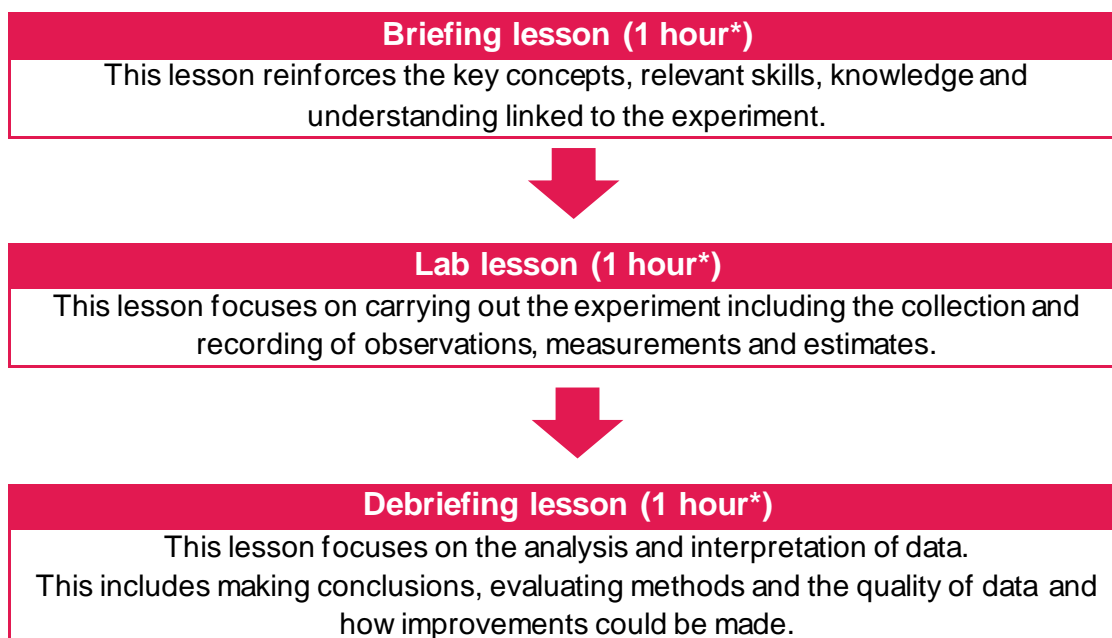 Briefing lesson (1 hour*)
This lesson reinforces the key concepts, relevant skills, knowledge and
understanding linked to the experiment.
Lab lesson (1 hour*)
This lesson focuses on carrying out the experiment including the collection and
recording of observations, measurements and estimates.
Debriefing lesson (1 hour*)
This lesson focuses on the analysis and interpretation of data.
This includes making conclusions, evaluating methods and the quality of data and
how improvements could be made.